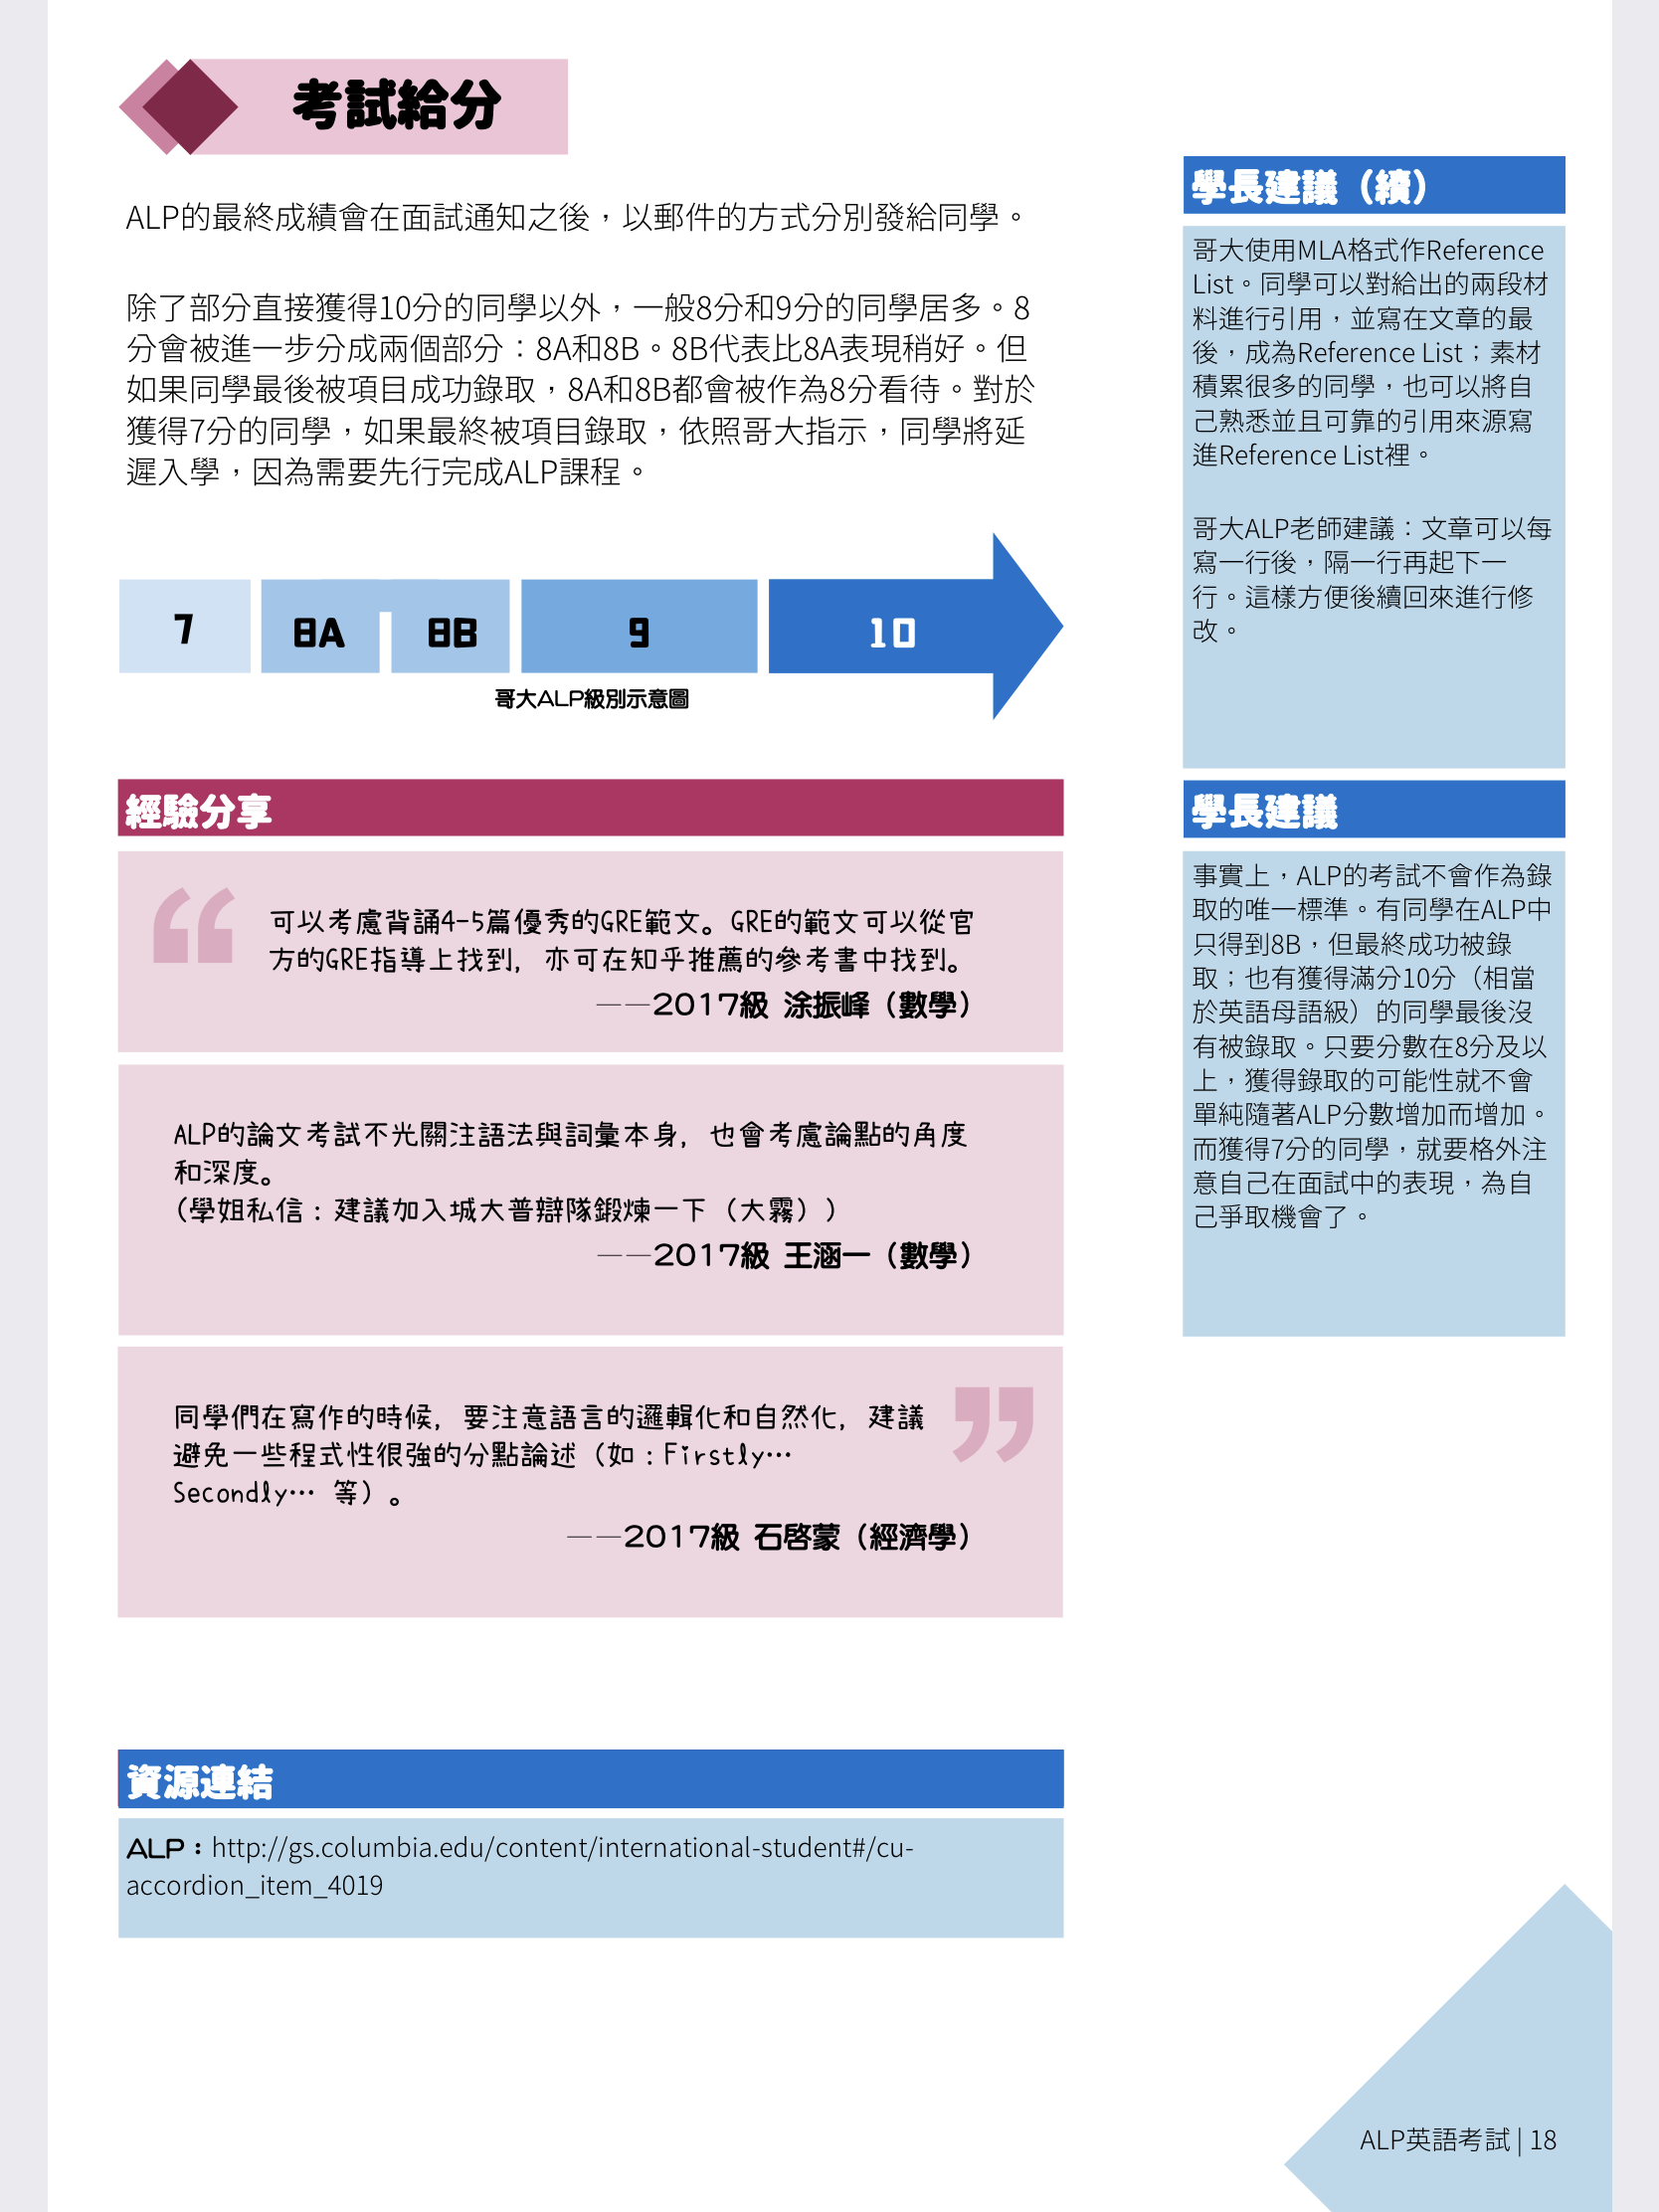 考試給分
ALP的最終成績會在面試通知之後，以郵件的方式分別發給同學。
除了部分直接獲得10分的同學以外，一般8分和9分的同學居多。8
分會被進一步分成兩個部分：8A和8B。8B代表比8A表現稍好。但
如果同學最後被項目成功錄取，8A和8B都會被作為8分看待。對於
獲得7分的同學，如果最終被項目錄取，依照哥大指示，同學將延
遲入學，因為需要先行完成ALP課程。
7
8A
8B
9
10
哥大ALP級別示意圖
經驗分享
可以考慮背誦4-5篇優秀的GRE範文。GRE的範文可以從官
方的GRE指導上找到，亦可在知乎推薦的參考書中找到。
——2017級 涂振峰（數學）
ALP的論文考試不光關注語法與詞彙本身，也會考慮論點的角度
和深度。
（學姐私信：建議加入城大普辯隊鍛煉一下（大霧））
——2017級 王涵一（數學）
同學們在寫作的時候，要注意語言的邏輯化和自然化，建議
避免一些程式性很強的分點論述（如：Firstly…
Secondly… 等）。
——2017級 石啓蒙（經濟學）
資源連結
ALP：http://gs.columbia.edu/content/international-student#/cu-
accordion_item_4019
學長建議（續）
哥大使用MLA格式作Reference
List。同學可以對給出的兩段材
料進行引用，並寫在文章的最
後，成為Reference List；素材
積累很多的同學，也可以將自
己熟悉並且可靠的引用來源寫
進Reference List裡。
哥大ALP老師建議：文章可以每
寫一行後，隔一行再起下一
行。這樣方便後續回來進行修
改。
學長建議
事實上，ALP的考試不會作為錄
取的唯一標準。有同學在ALP中
只得到8B，但最終成功被錄
取；也有獲得滿分10分（相當
於英語母語級）的同學最後沒
有被錄取。只要分數在8分及以
上，獲得錄取的可能性就不會
單純隨著ALP分數增加而增加。
而獲得7分的同學，就要格外注
意自己在面試中的表現，為自
己爭取機會了。
ALP英語考試 | 18